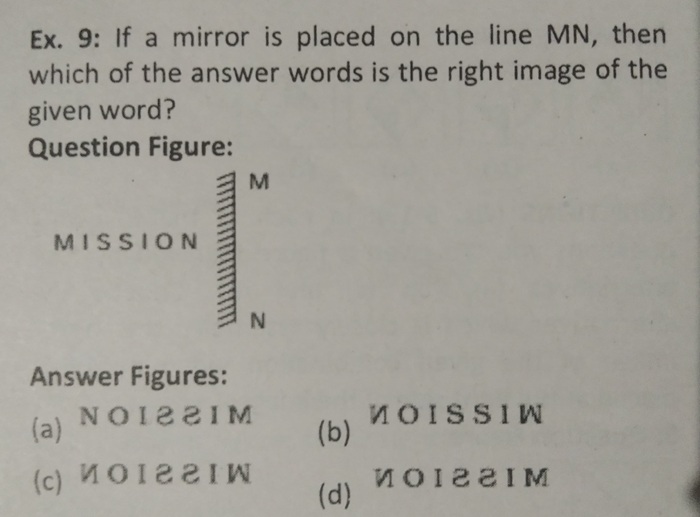 Ex. 9: If a mirror is placed on the line MN, then
which of the answer words is the right image of the
given word?
Question Figure:
M
MISSION
N
Answer Figures:
(a) NOIƧƧIM (b) ИOISSIW
(c) ИOIƧƧIW (d) ИOIƧƧIM